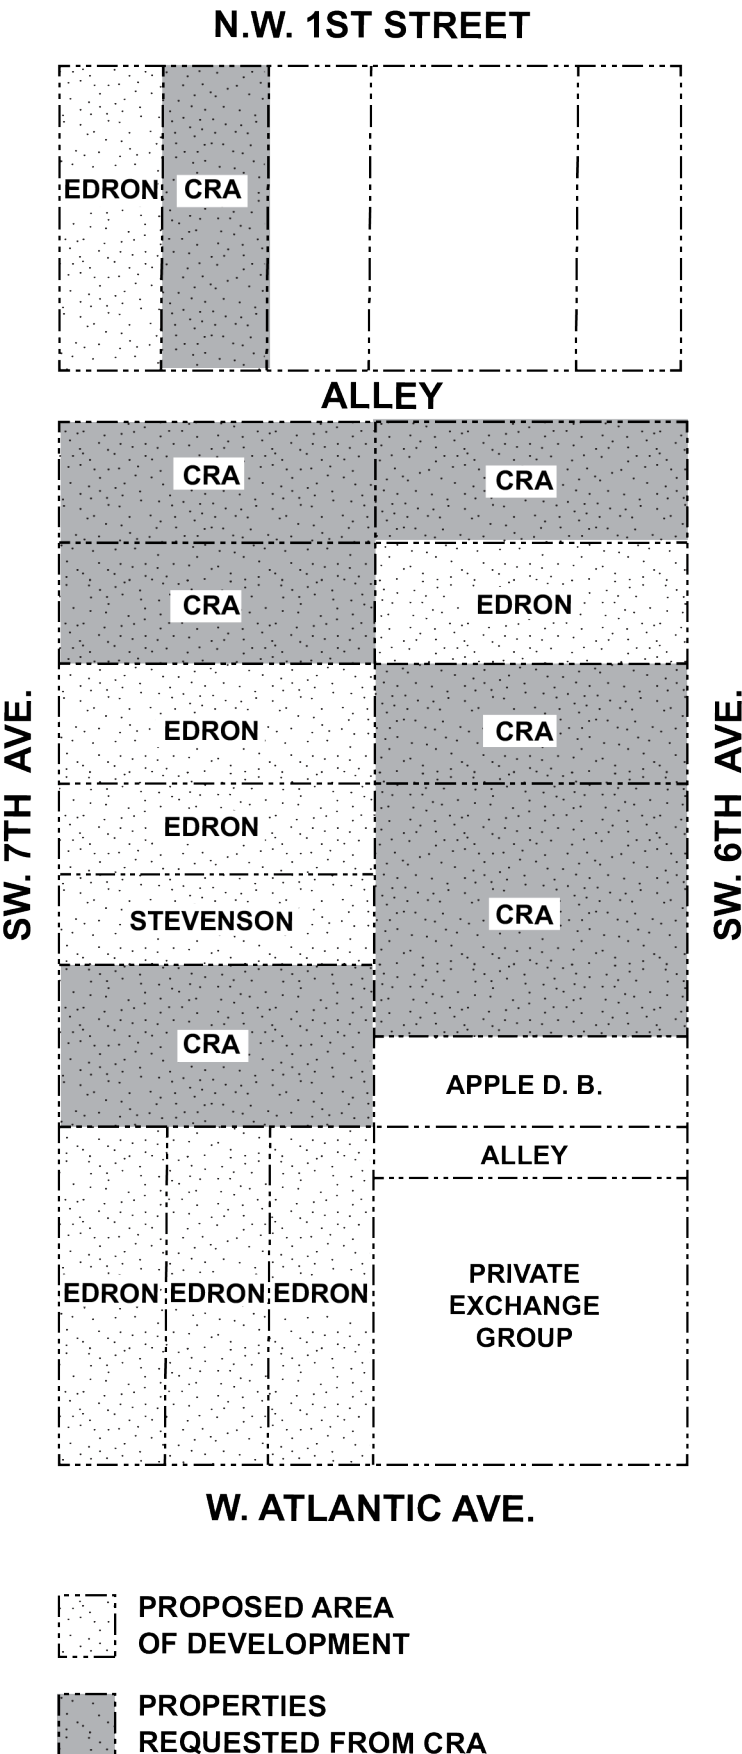 N.W. 1ST STREET
EDRON
CRA
ALLEY
CRA
CRA
CRA
EDRON
EDRON
CRA
EDRON
STEVENSON
CRA
CRA
APPLE D. B.
ALLEY
EDRON
EDRON
EDRON
PRIVATE
EXCHANGE
GROUP
SW. 7TH AVE.
SW. 6TH AVE.
W. ATLANTIC AVE.
PROPOSED AREA
OF DEVELOPMENT
PROPERTIES
REQUESTED FROM CRA